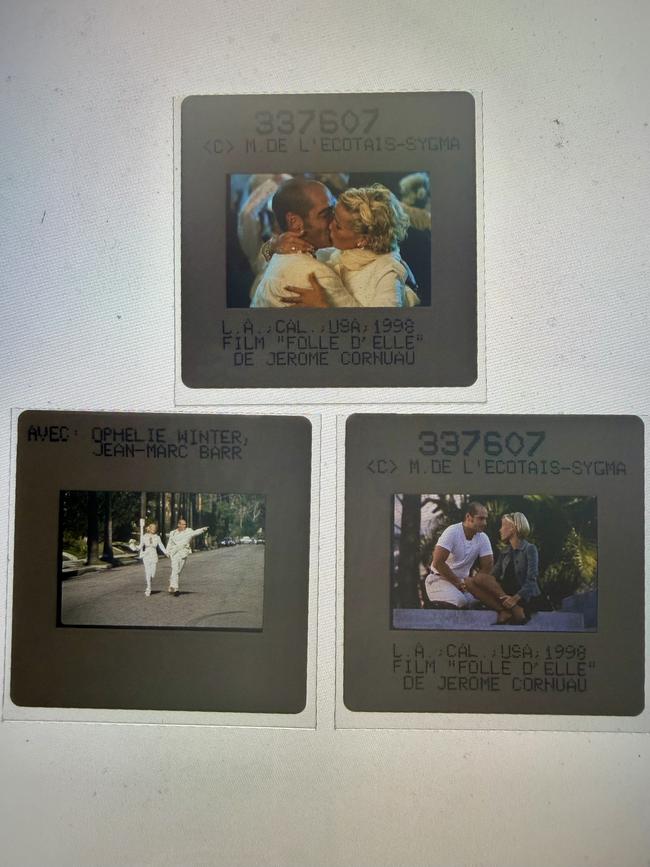 337607
<C> M.DE L'ECOTAIS-SYGMA
L.A.;CAL.;USA;1998
FILM "FOLLE D'ELLE"
DE JEROME CORNUAU
AVEC: OPHELIE WINTER,
JEAN-MARC BARR
337607
<C> M.DE L'ECOTAIS-SYGMA
L.A.;CAL.;USA;1998
FILM "FOLLE D'ELLE"
DE JEROME CORNUAU